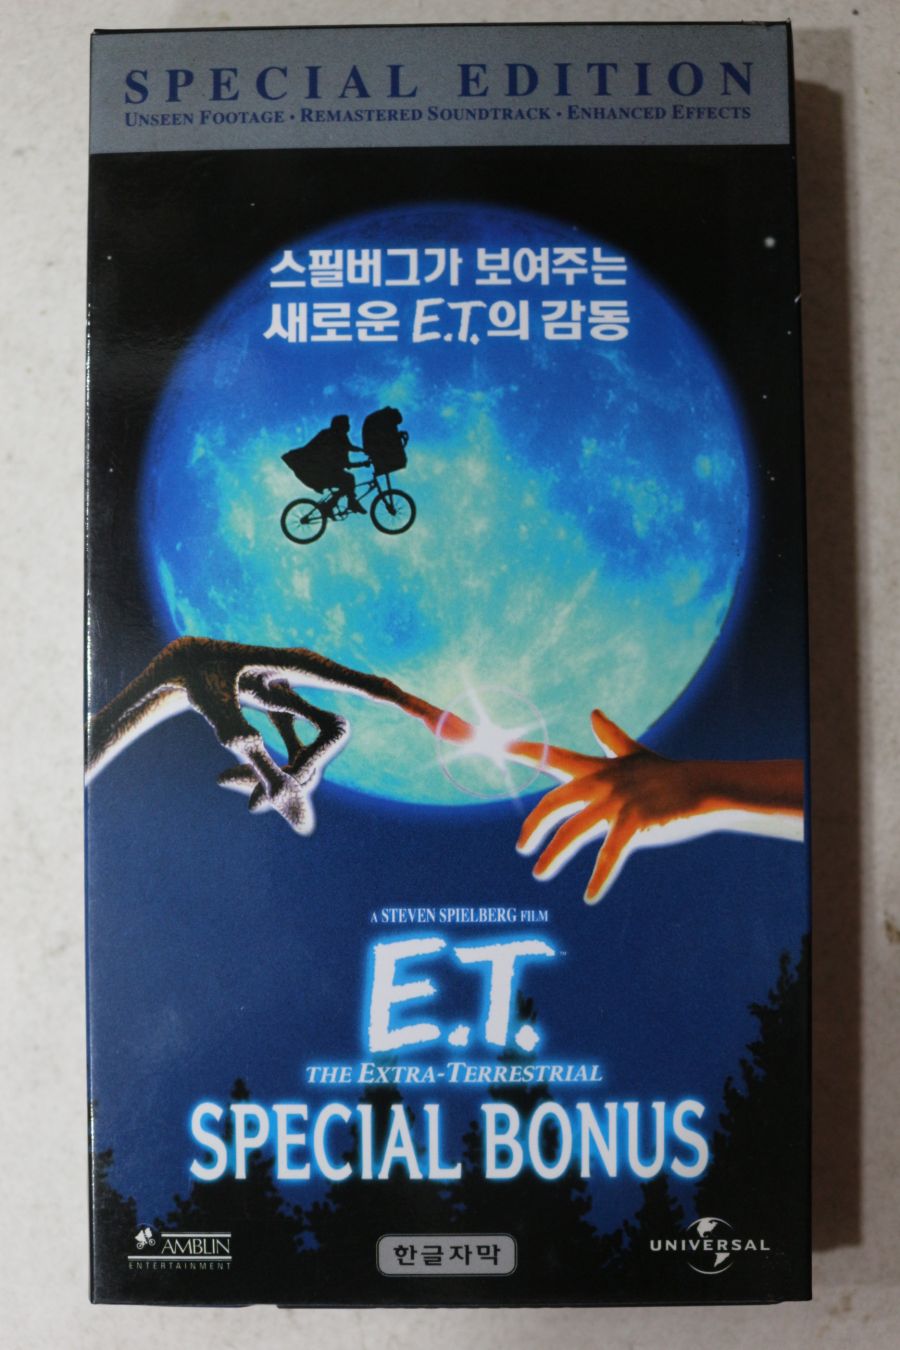 SPECIAL EDITION
UNSEEN FOOTAGE · REMASTERED SOUNDTRACK · ENHANCED EFFECTS
스필버그가 보여주는
새로운 E.T.의 감동
A STEVEN SPIELBERG FILM
E.T.™
THE EXTRA-TERRESTRIAL
SPECIAL BONUS
AMBLIN
ENTERTAINMENT
한글자막
UNIVERSAL